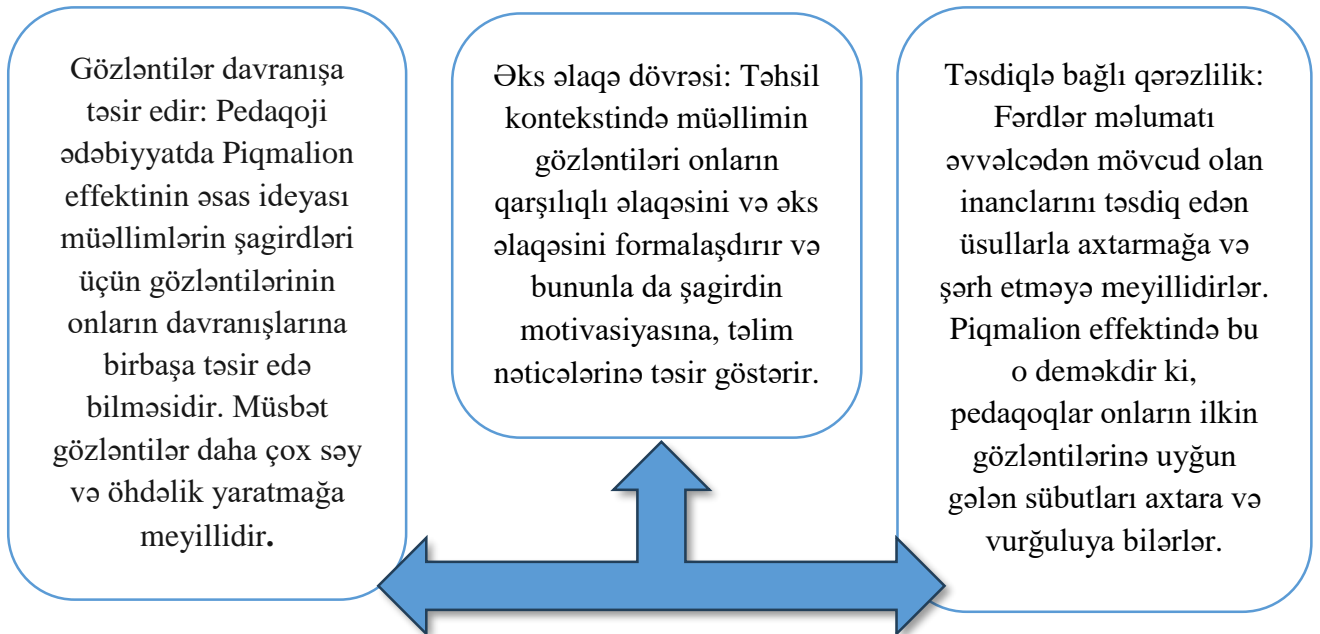 Gözləntilər davranışa
təsir edir: Pedaqoji
ədəbiyyatda Piqmalion
effektinin əsas ideyası
müəllimlərin şagirdləri
üçün gözləntilərinin
onların davranışlarına
birbaşa təsir edə
bilməsidir. Müsbət
gözləntilər daha çox səy
və öhdəlik yaratmağa
meyillidir.
Əks əlaqə dövrəsi: Təhsil
kontekstində müəllimin
gözləntiləri onların
qarşılıqlı əlaqəsini və əks
əlaqəsini formalaşdırır və
bununla da şagirdin
motivasiyasına, təlim
nəticələrinə təsir göstərir.
Təsdiqlə bağlı qərəzlilik:
Fərdlər məlumatı
əvvəlcədən mövcud olan
inanclarını təsdiq edən
üsullarla axtarmağa və
şərh etməyə meyillidirlər.
Piqmalion effektində bu
o deməkdir ki,
pedaqoqlar onların ilkin
gözləntilərinə uyğun
gələn sübutları axtara və
vurğuluya bilərlər.